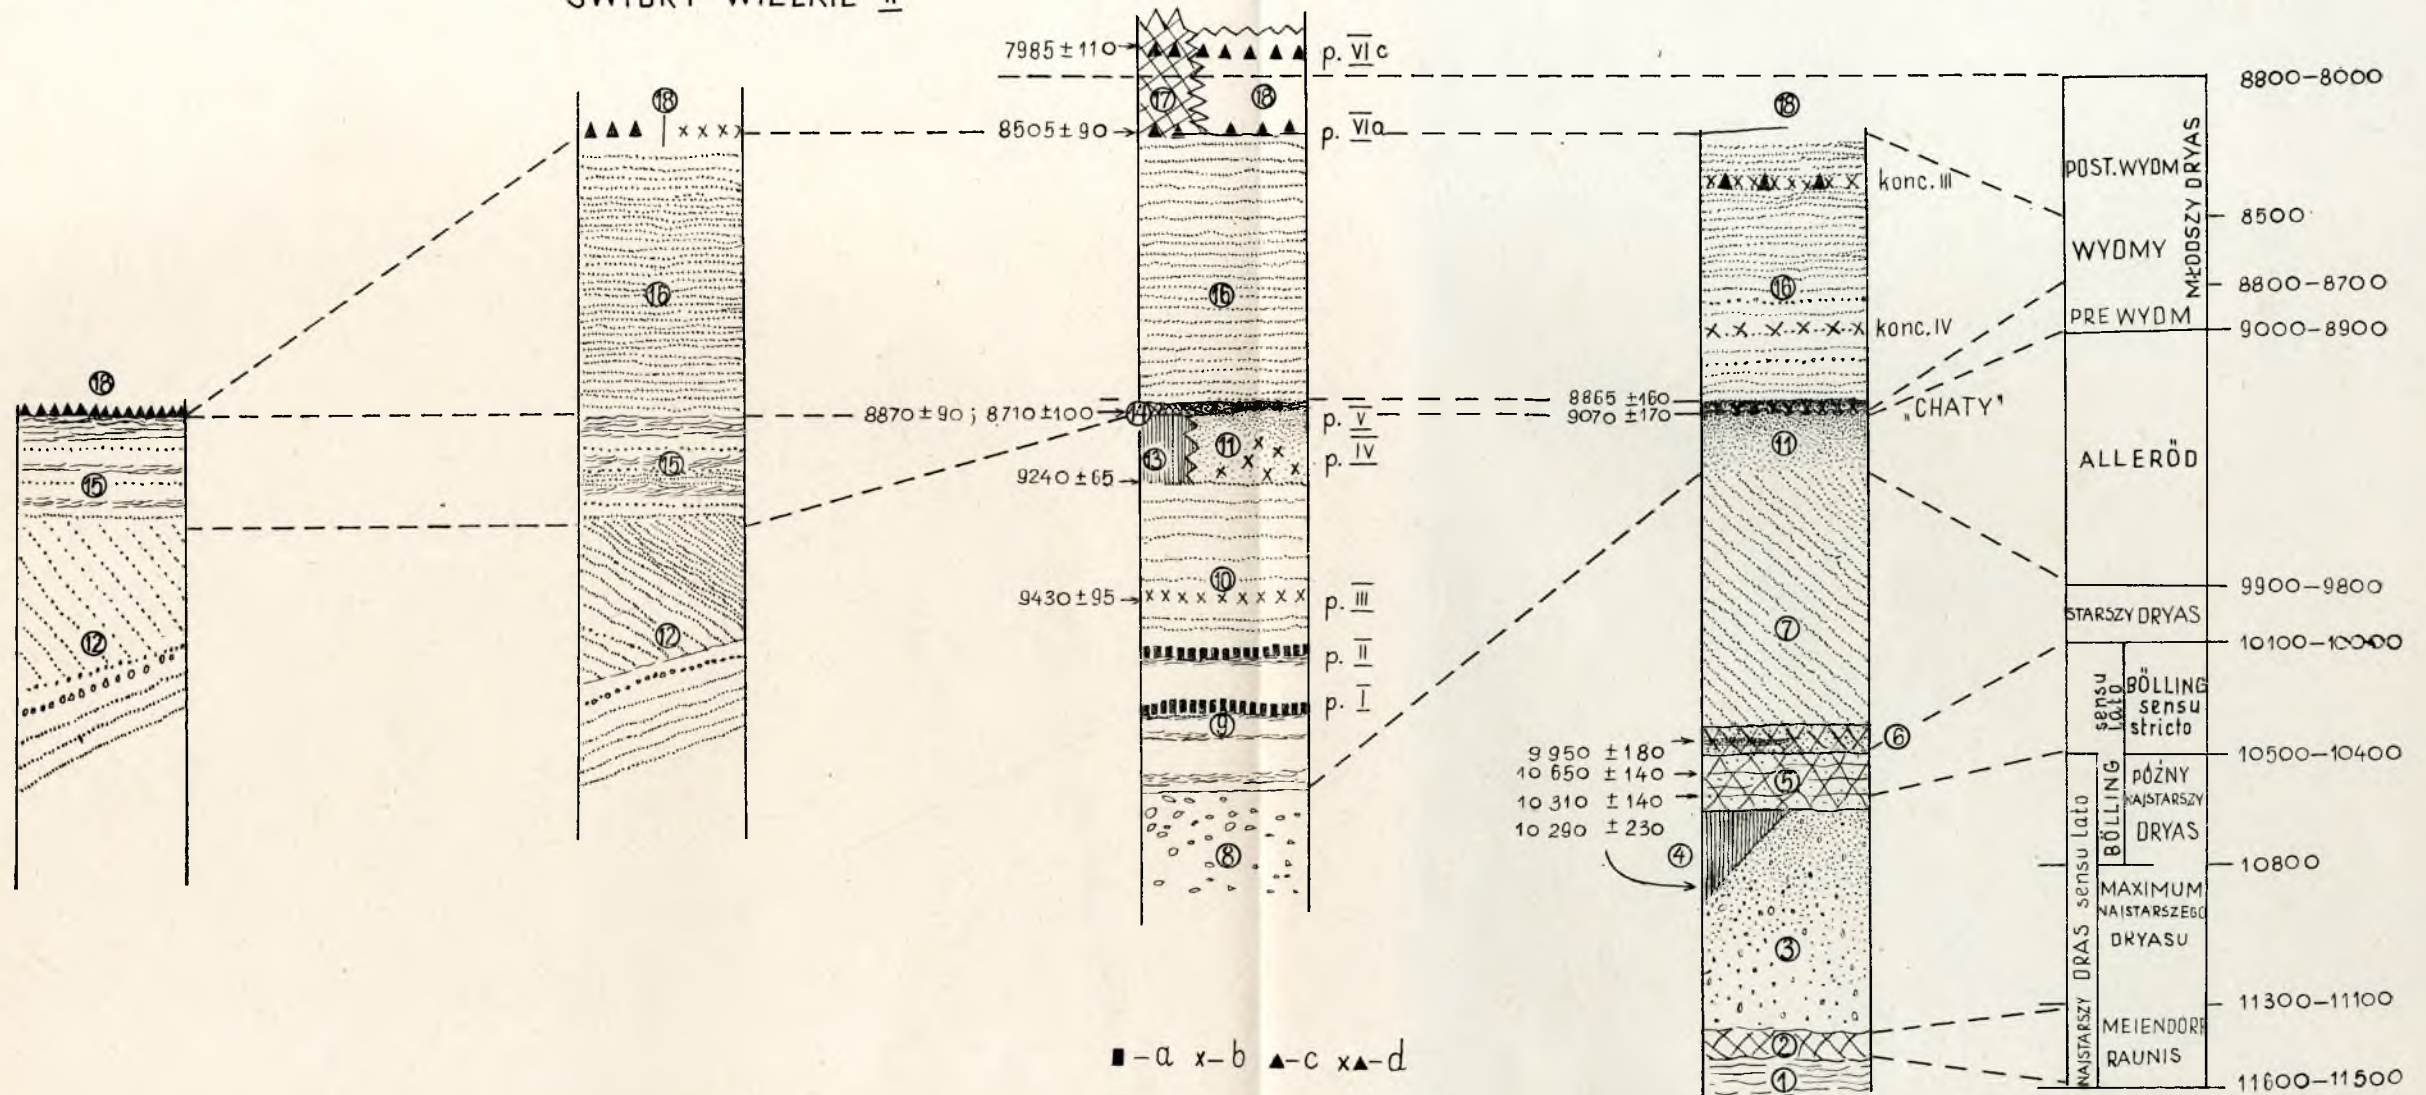 ŚWIDRY WIELKIE II
18
15
12
18
16
15
12
7985±110
8505±90
8870±90; 8710±100
9240±65
9430±95
17
18
16
14
13
11
10
9
8
p. VI c
p. VI a
p. V
p. IV
p. III
p. II
p. I
■-a x-b ▲-c x▲-d
18
konc. III
16
konc. IV
8865±160
9070±170
„CHATY"
11
7
9950 ±180
10650 ±140
10310 ±140
10290 ±230
6
5
4
3
2
1
POST. WYDM
WYDMY
PRE WYDM
MŁODSZY DRYAS
ALLERÖD
STARSZY DRYAS
sensu lato
BÖLLING
BÖLLING
sensu
stricto
PÓŹNY
NAJSTARSZY
DRYAS
NAJSTARSZY DRAS sensu lato
MAXIMUM
NAJSTARSZEGO
DRYASU
MEIENDORF
RAUNIS
8800-8000
8500
8800-8700
9000-8900
9900-9800
10100-10000
10500-10400
10800
11300-11100
11600-11500